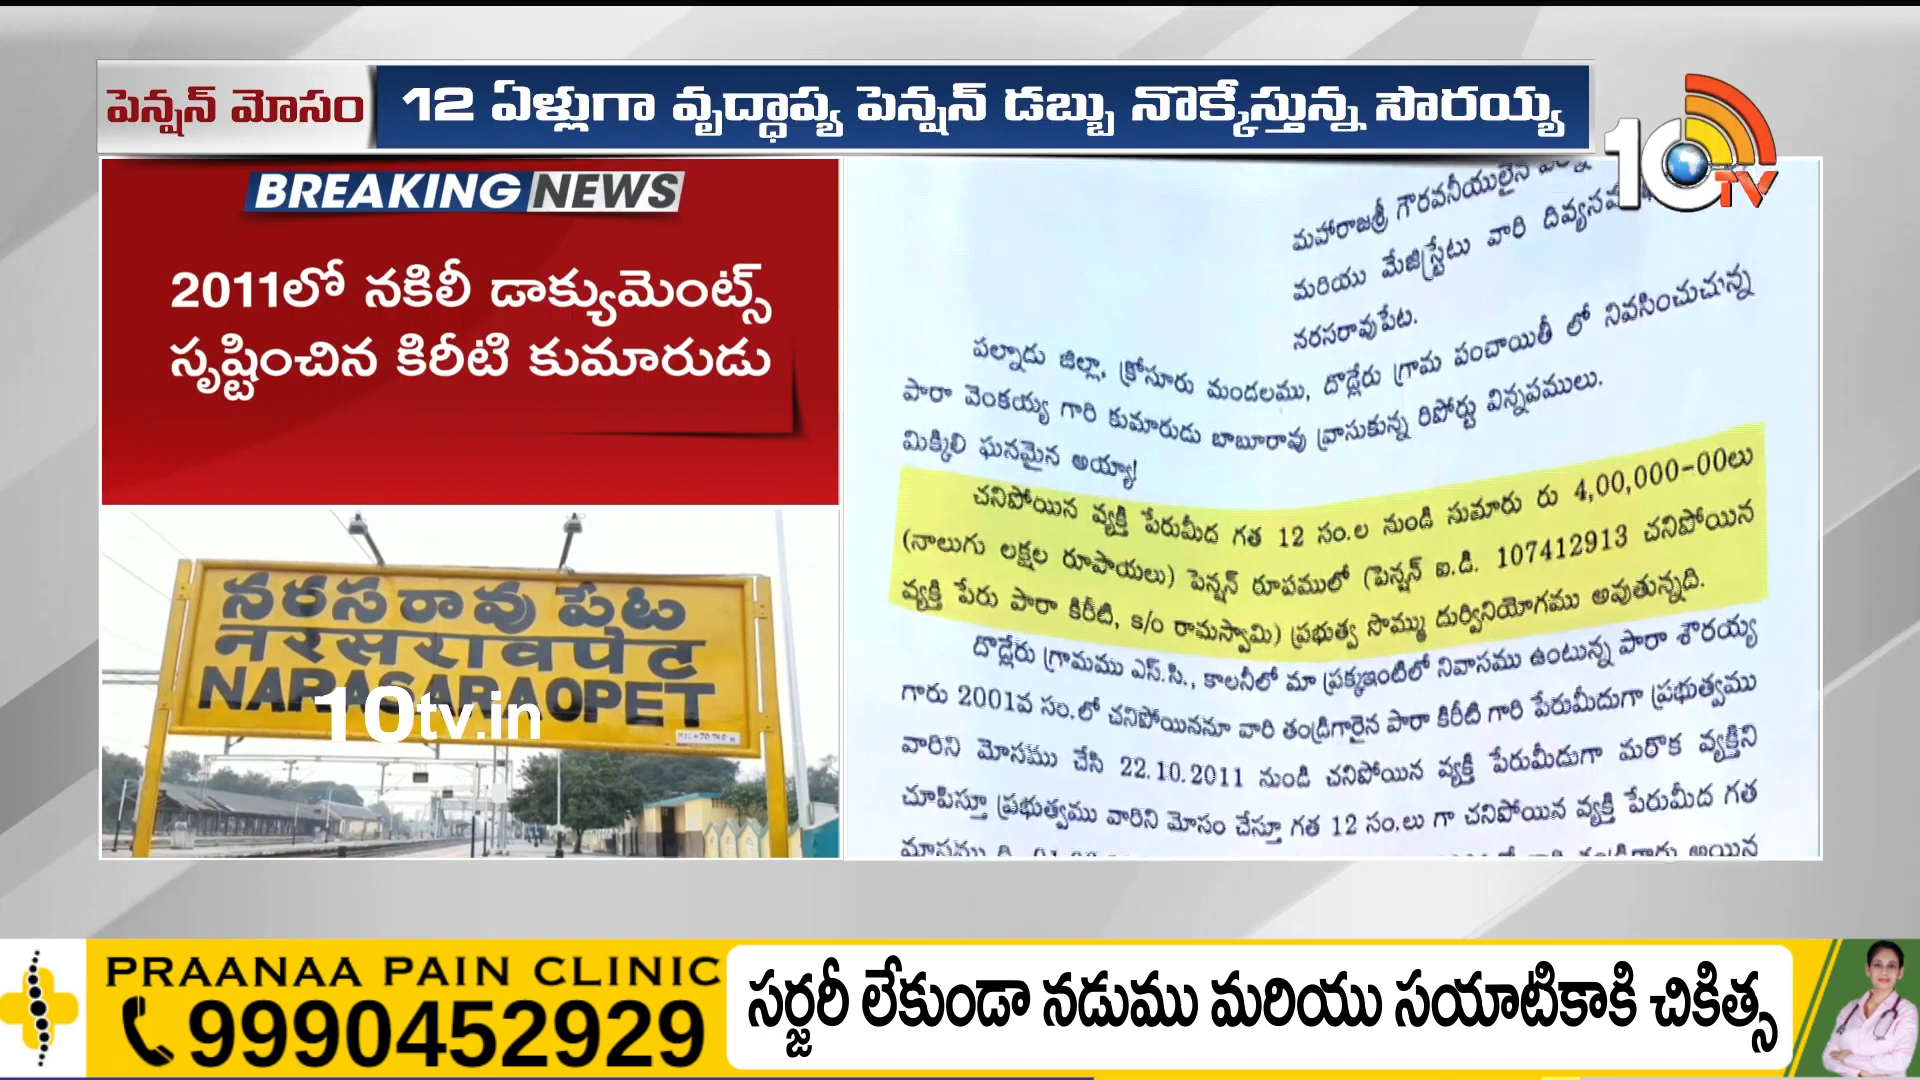 పెన్షన్ మోసం
12 ఏళ్లుగా వృద్ధాప్య పెన్షన్ డబ్బు నొక్కేస్తున్న సౌరయ్య
10TV
BREAKING NEWS
2011లో నకిలీ డాక్యుమెంట్స్
సృష్టించిన కిరీటి కుమారుడు
నరసరావు పేట
नरसरावपेट
NARASARAOPET
10tv.in
మహారాజశ్రీ గౌరవనీయులైన
మరియు మేజిస్ట్రేటు వారి
నరసరావుపేట.
పల్నాడు జిల్లా, క్రోసూరు మండలము, దొడ్లేరు గ్రామ పంచాయితీ లో నివసించుచున్న
పారా వెంకయ్య గారి కుమారుడు బాబూరావు వ్రాసుకున్న రిపోర్టు విన్నపములు.
మిక్కిలి ఘనమైన అయ్యా!
చనిపోయిన వ్యక్తి పేరుమీద గత 12 సం.ల నుండి సుమారు రు 4,00,000-00లు
(నాలుగు లక్షల రూపాయలు) పెన్షన్ రూపములో (పెన్షన్ ఐ.డి. 107412913 చనిపోయిన
వ్యక్తి పేరు పారా కిరీటి, s/o రామస్వామి) ప్రభుత్వ సొమ్ము దుర్వినియోగము అవుతున్నది.
దొడ్లేరు గ్రామము ఎస్.సి., కాలనీలో మా ప్రక్కఇంటిలో నివాసము ఉంటున్న పారా శౌరయ్య
గారు 2001వ సం.లో చనిపోయిననూ వారి తండ్రిగారైన పారా కిరీటి గారి పేరుమీదుగా ప్రభుత్వము
వారిని మోసము చేసి 22.10.2011 నుండి చనిపోయిన వ్యక్తి పేరుమీదుగా మరొక వ్యక్తిని
చూపిస్తూ ప్రభుత్వము వారిని మోసం చేస్తూ గత 12 సం.లు గా చనిపోయిన వ్యక్తి పేరుమీద గత
PRAANAA PAIN CLINIC
9990452929
సర్జరీ లేకుండా నడుము మరియు సయాటికాకి చికిత్స